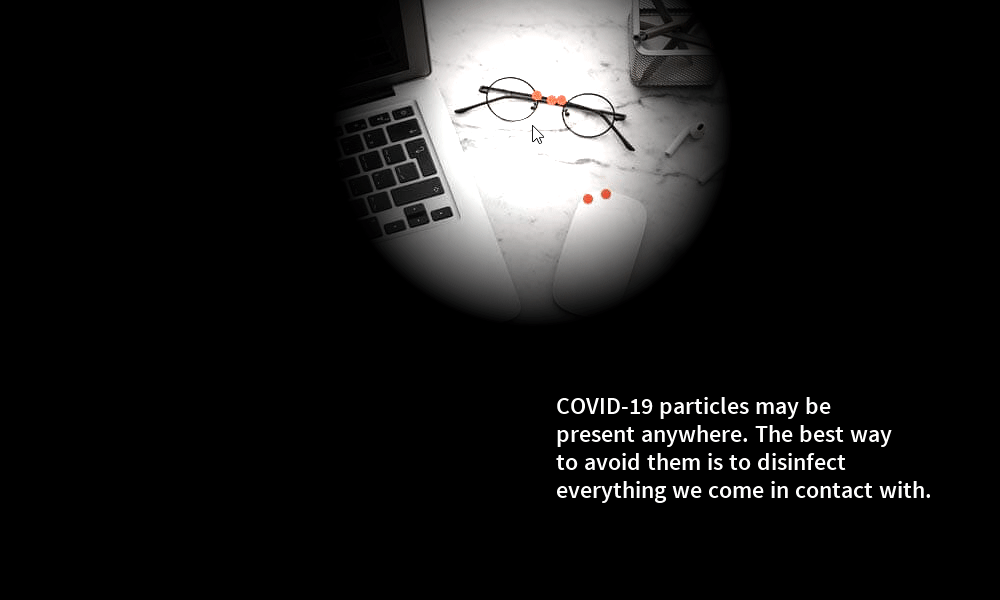 COVID-19 particles may be
present anywhere. The best way
to avoid them is to disinfect
everything we come in contact with.